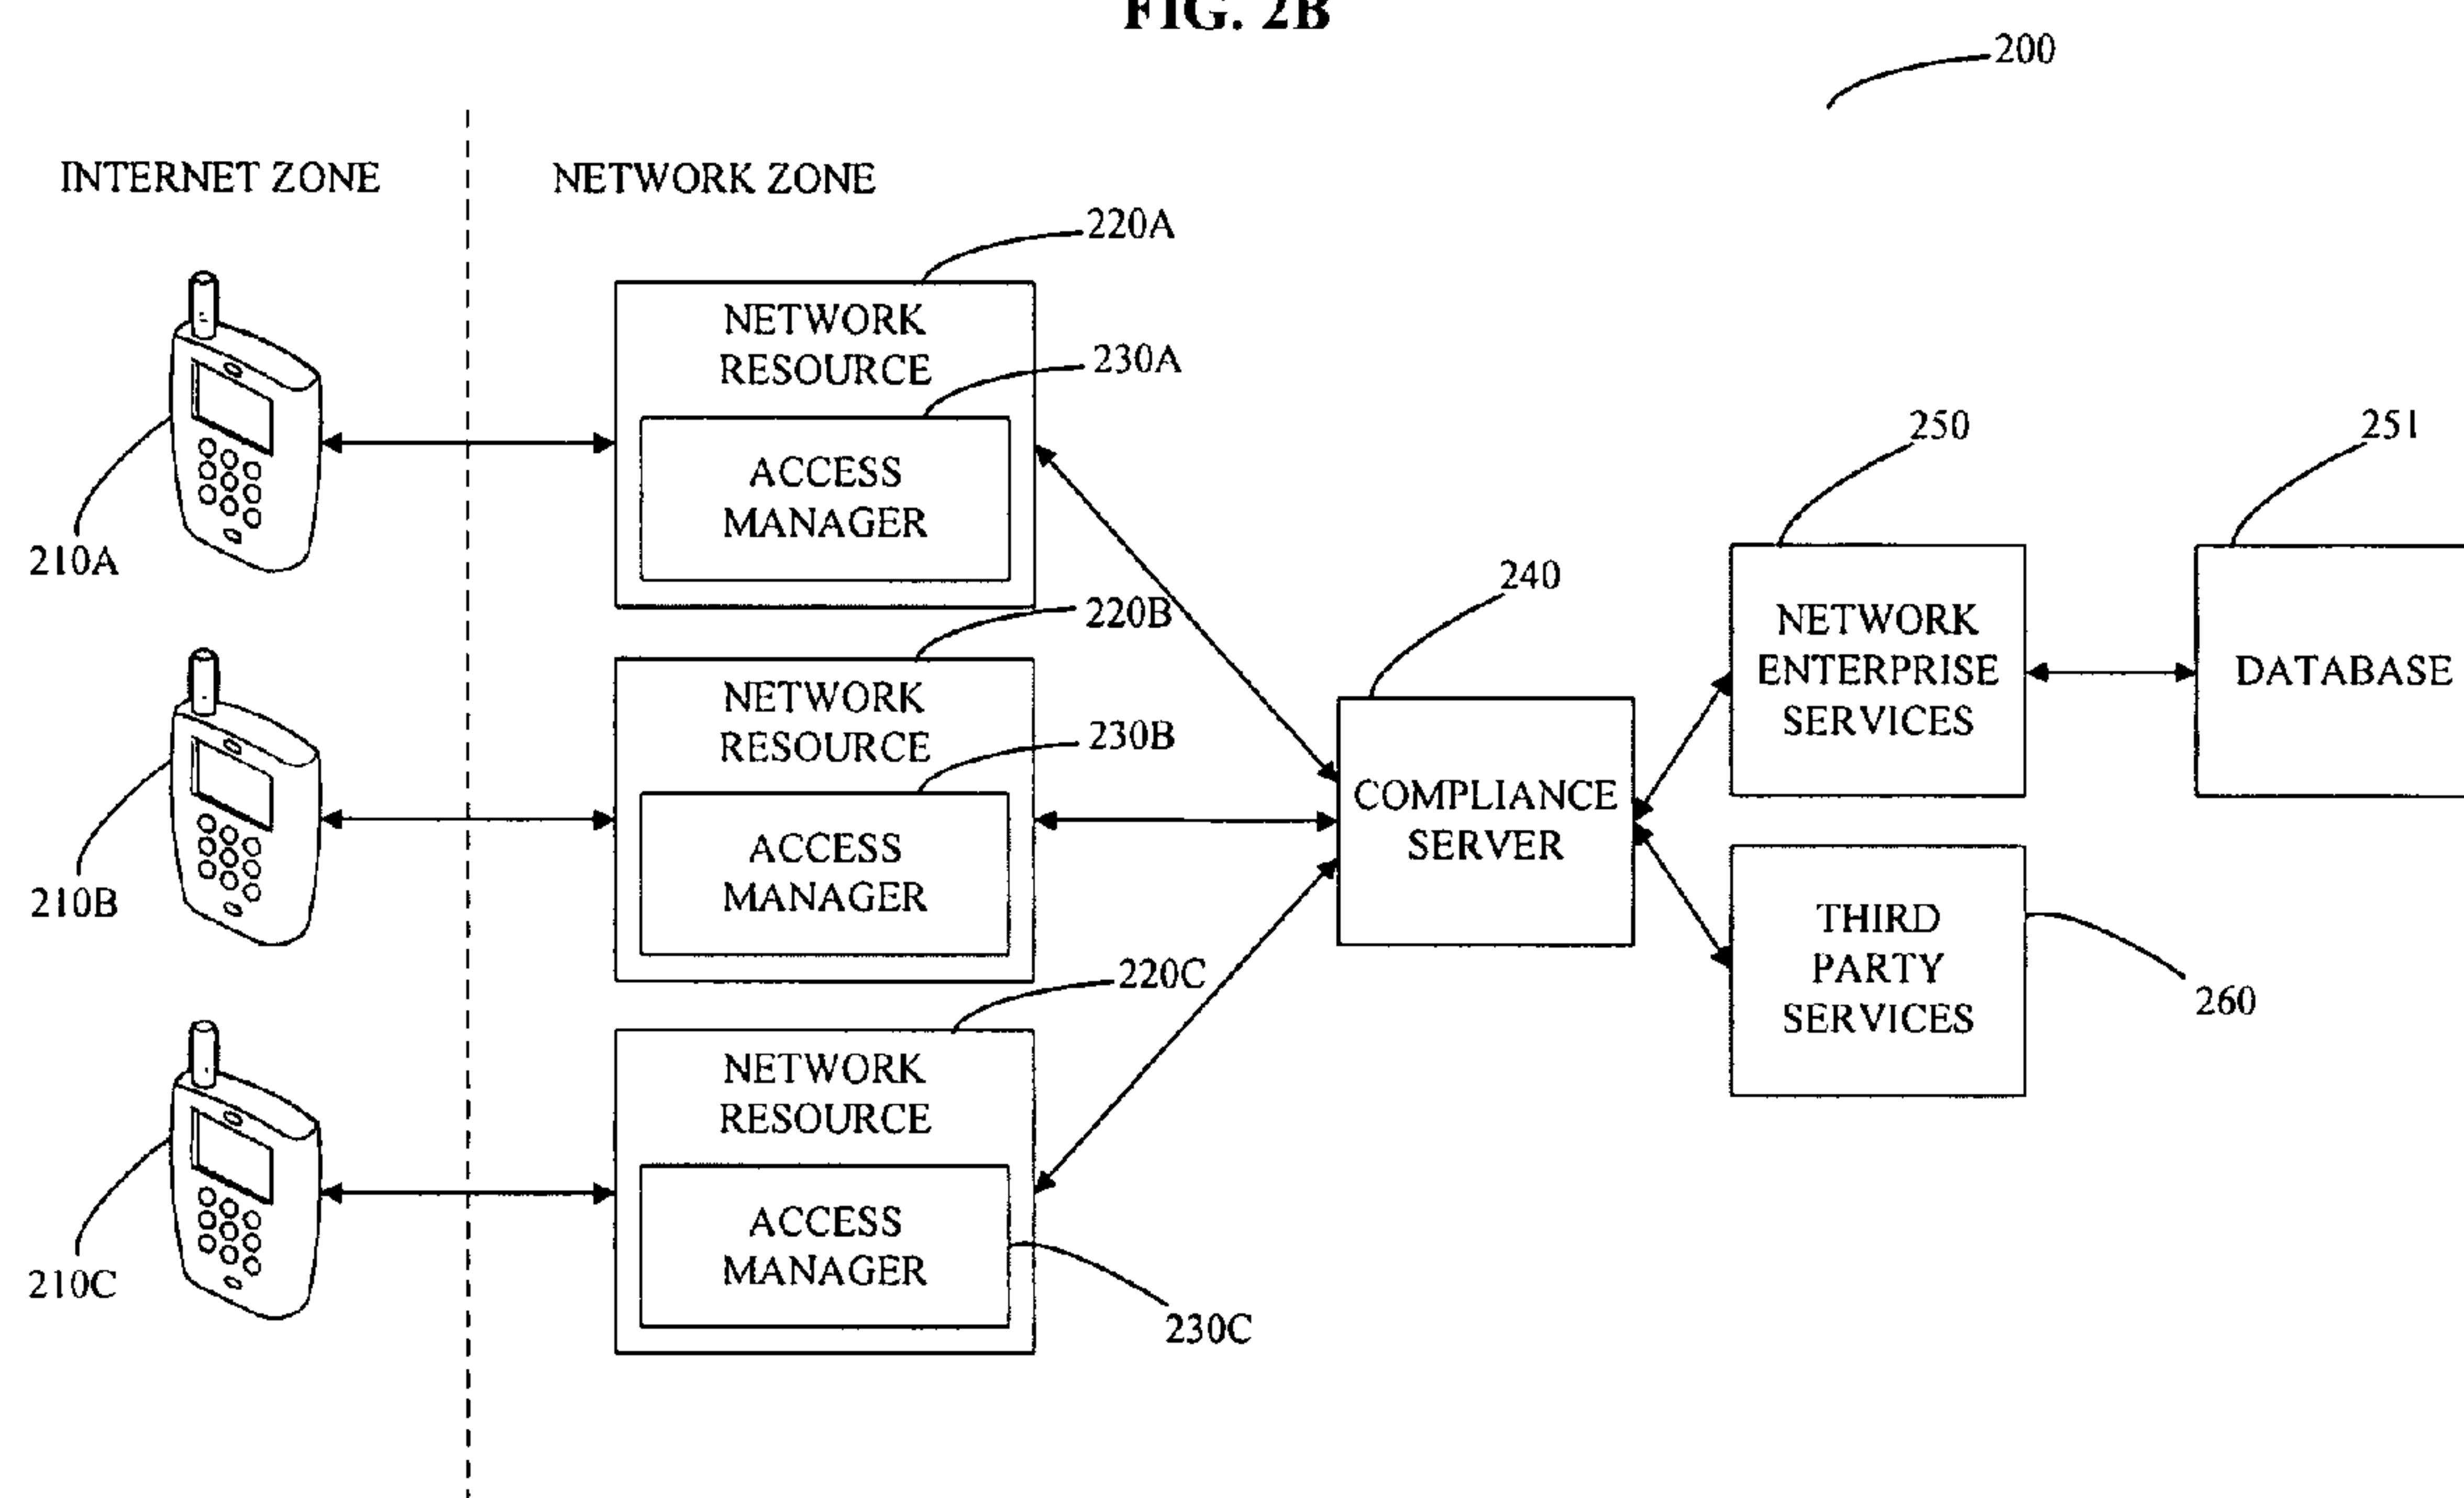 FIG. 2B
200
INTERNET ZONE
NETWORK ZONE
220A
NETWORK
RESOURCE
230A
ACCESS
MANAGER
210A
220B
NETWORK
RESOURCE
230B
ACCESS
MANAGER
210B
220C
NETWORK
RESOURCE
ACCESS
MANAGER
210C
230C
240
COMPLIANCE
SERVER
250
NETWORK
ENTERPRISE
SERVICES
251
DATABASE
THIRD
PARTY
SERVICES
260